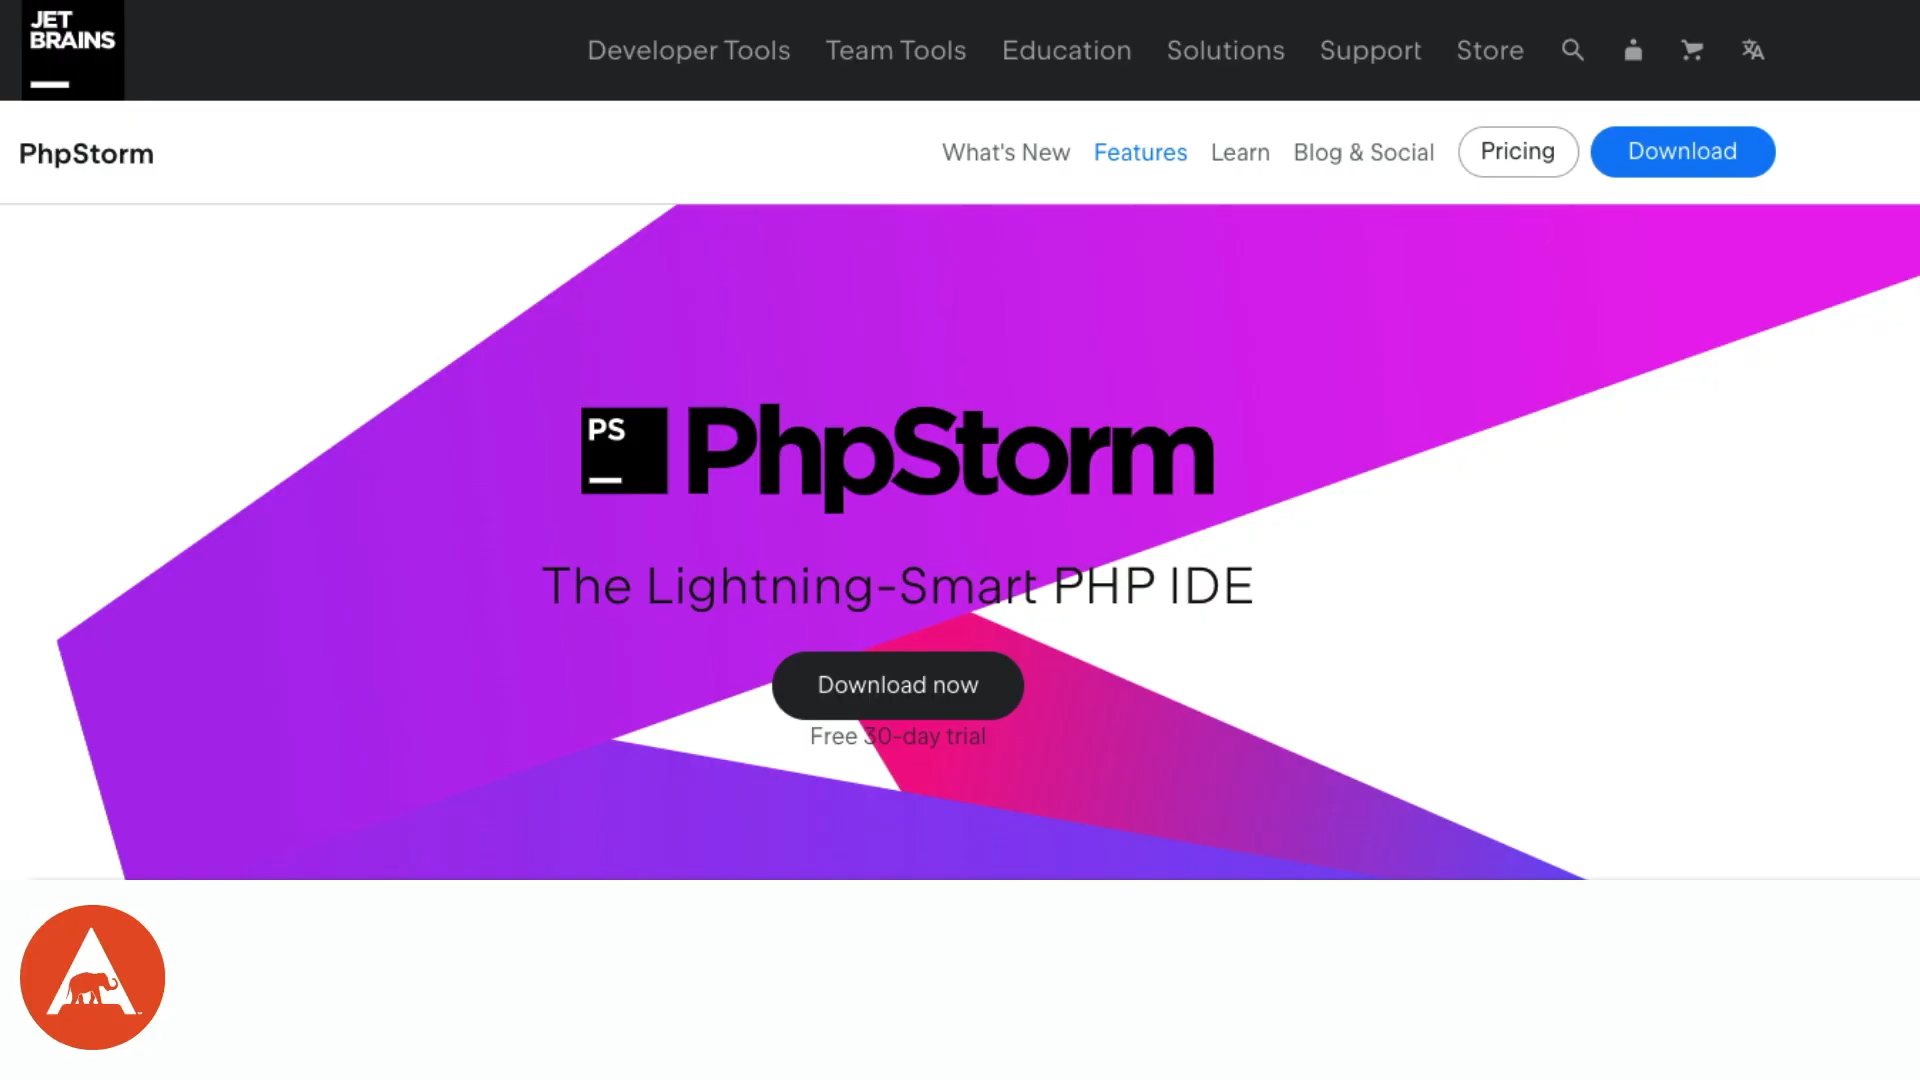 JET
BRAINS
Developer Tools Team Tools Education Solutions Support Store
PhpStorm
What's New Features Learn Blog & Social Pricing Download
PS
PhpStorm
The Lightning-Smart PHP IDE
Download now
Free 30-day trial
A